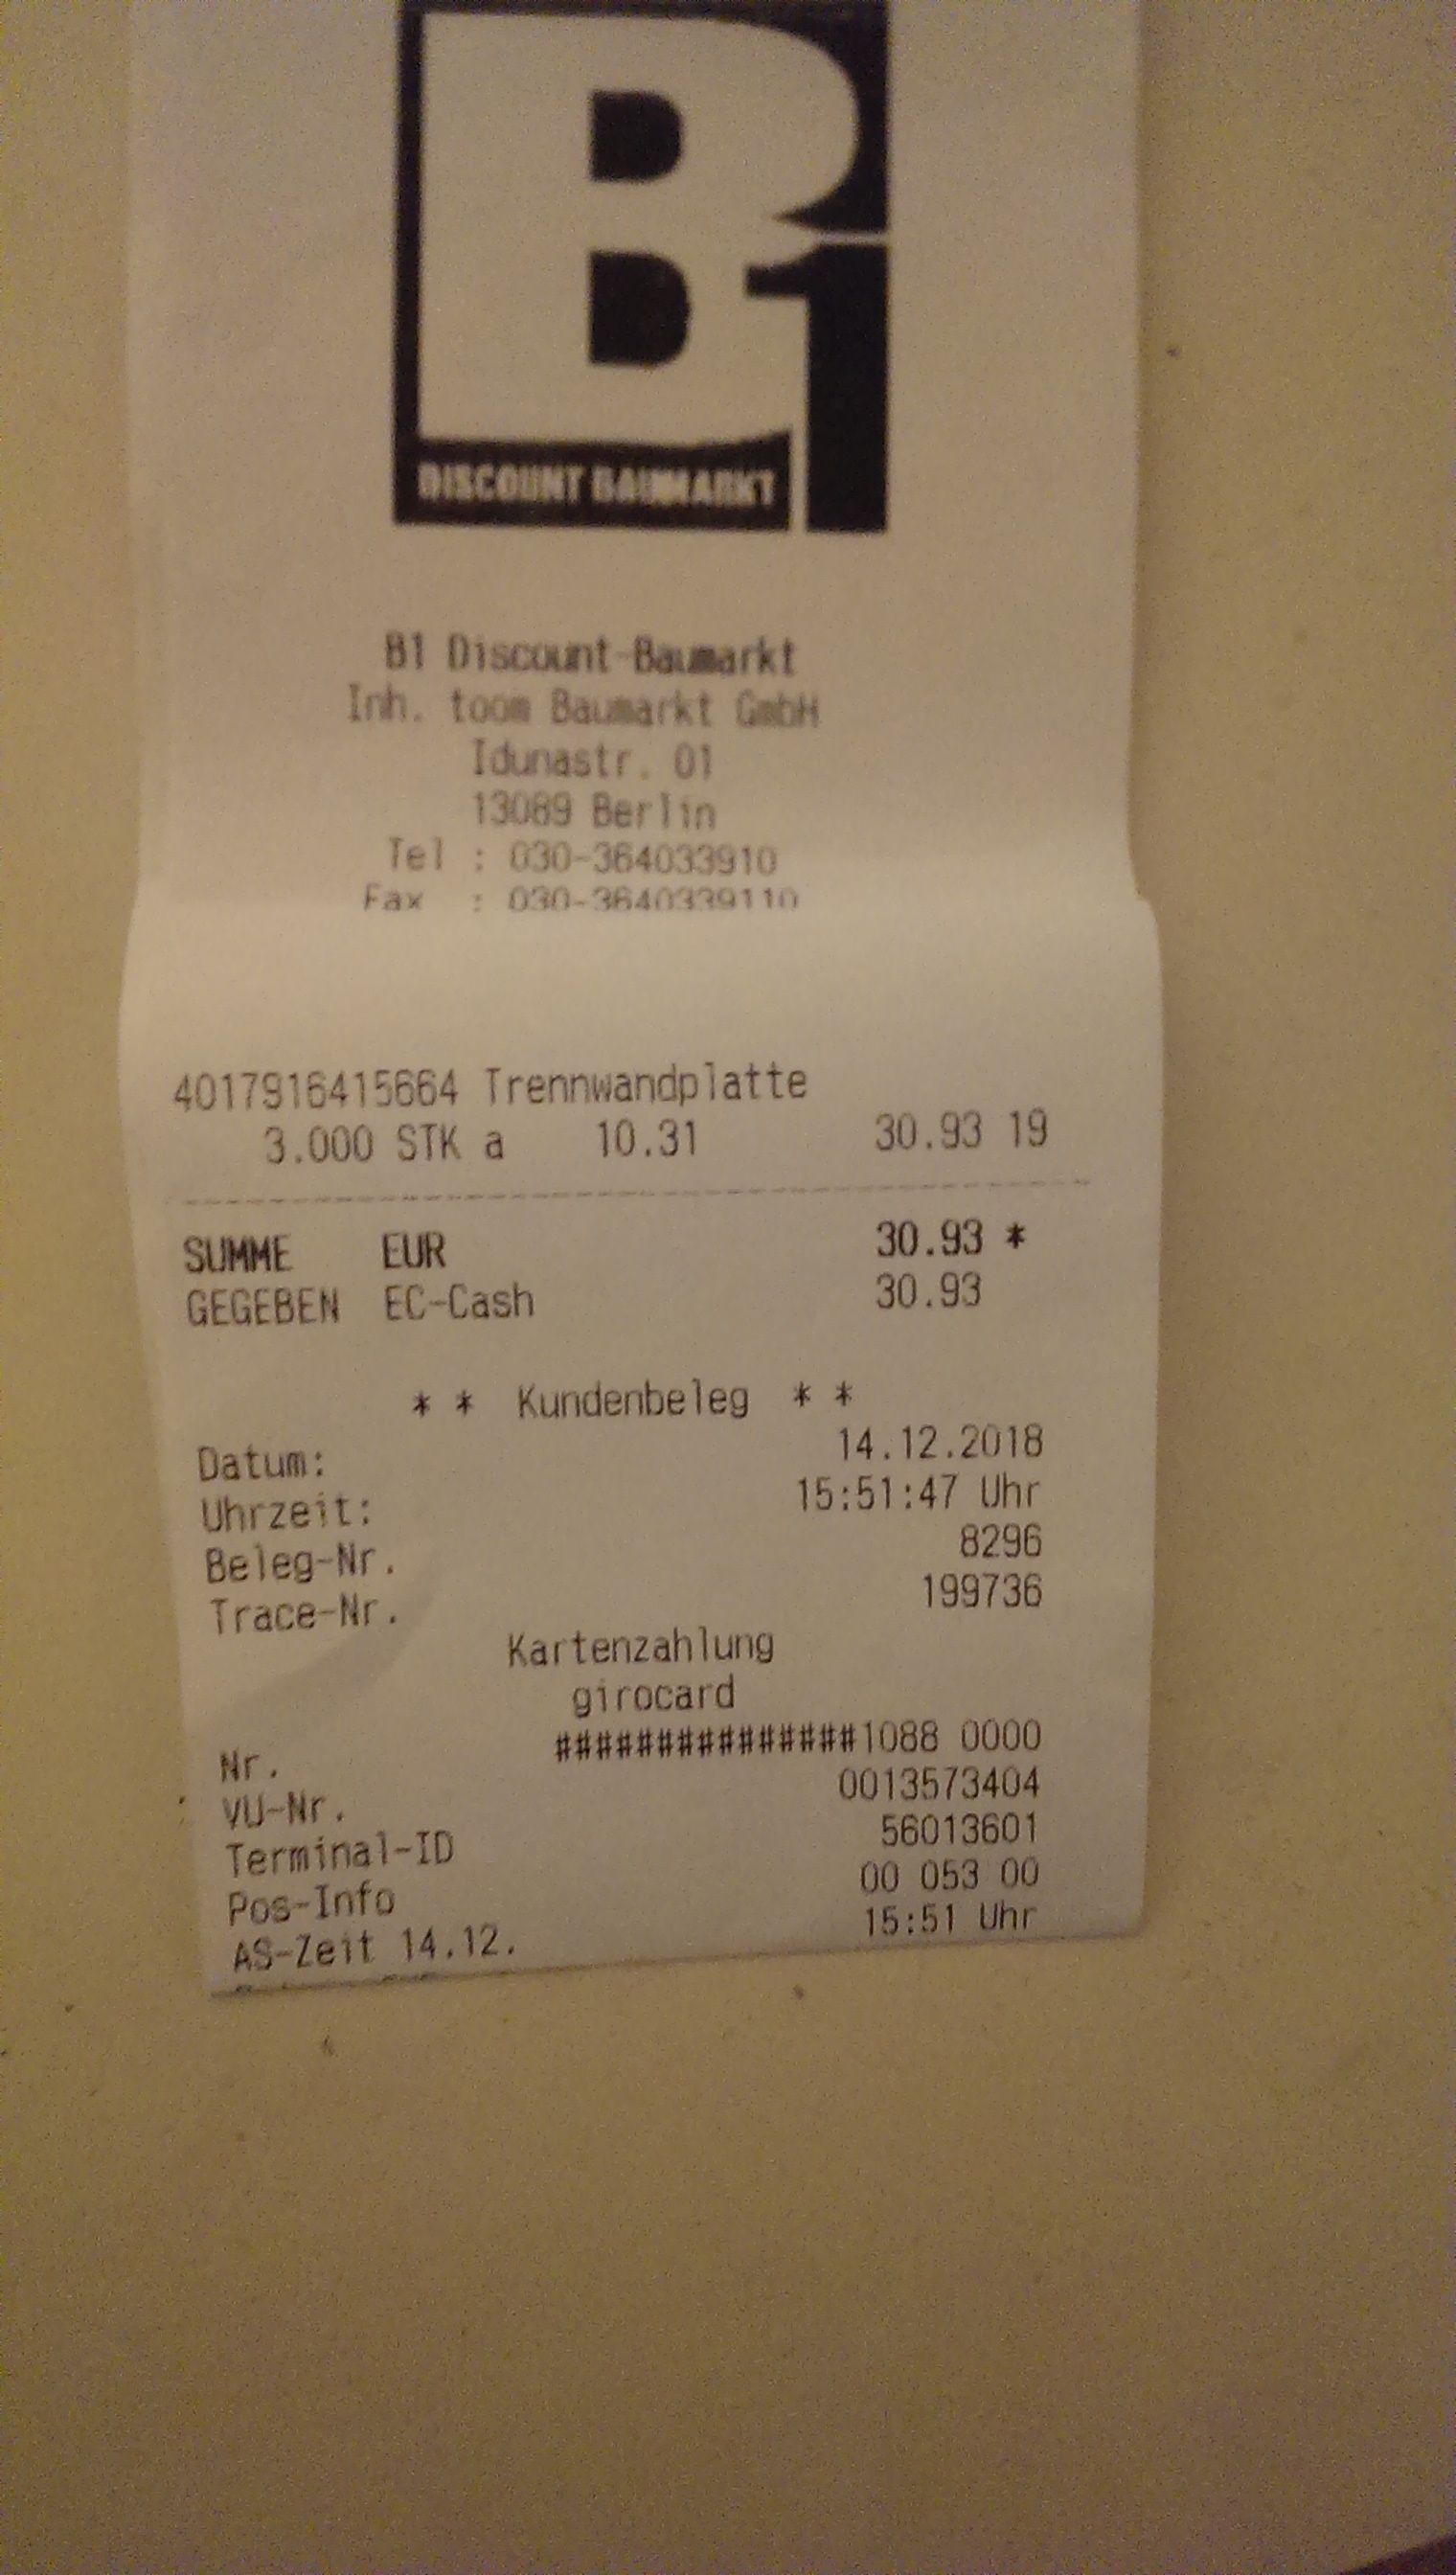 B1
DISCOUNT BAUMARKT
B1 Discount-Baumarkt
Inh. toom Baumarkt GmbH
Idunastr. 01
13089 Berlin
Tel : 030-364033910
Fax : 030-3640339110
4017916415664 Trennwandplatte
3.000 STK a 10.31 30.93 19
SUMME EUR 30.93 *
GEGEBEN EC-Cash 30.93
* * Kundenbeleg * *
Datum: 14.12.2018
Uhrzeit: 15:51:47 Uhr
Beleg-Nr. 8296
Trace-Nr. 199736
Kartenzahlung
girocard
Nr. ###############1088 0000
VU-Nr. 0013573404
Terminal-ID 56013601
Pos-Info 00 053 00
AS-Zeit 14.12. 15:51 Uhr